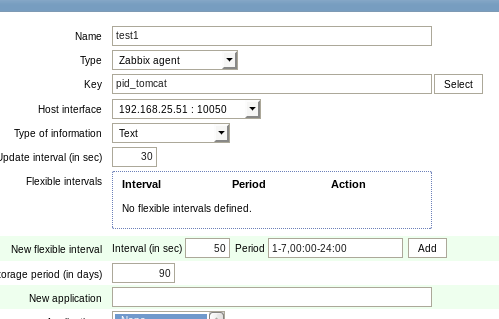 Name test1
Type Zabbix agent
Key pid_tomcat Select
Host interface 192.168.25.51 : 10050
Type of information Text
Update interval (in sec) 30
Flexible intervals Interval Period Action
No flexible intervals defined.
New flexible interval Interval (in sec) 50 Period 1-7,00:00-24:00 Add
torage period (in days) 90
New application